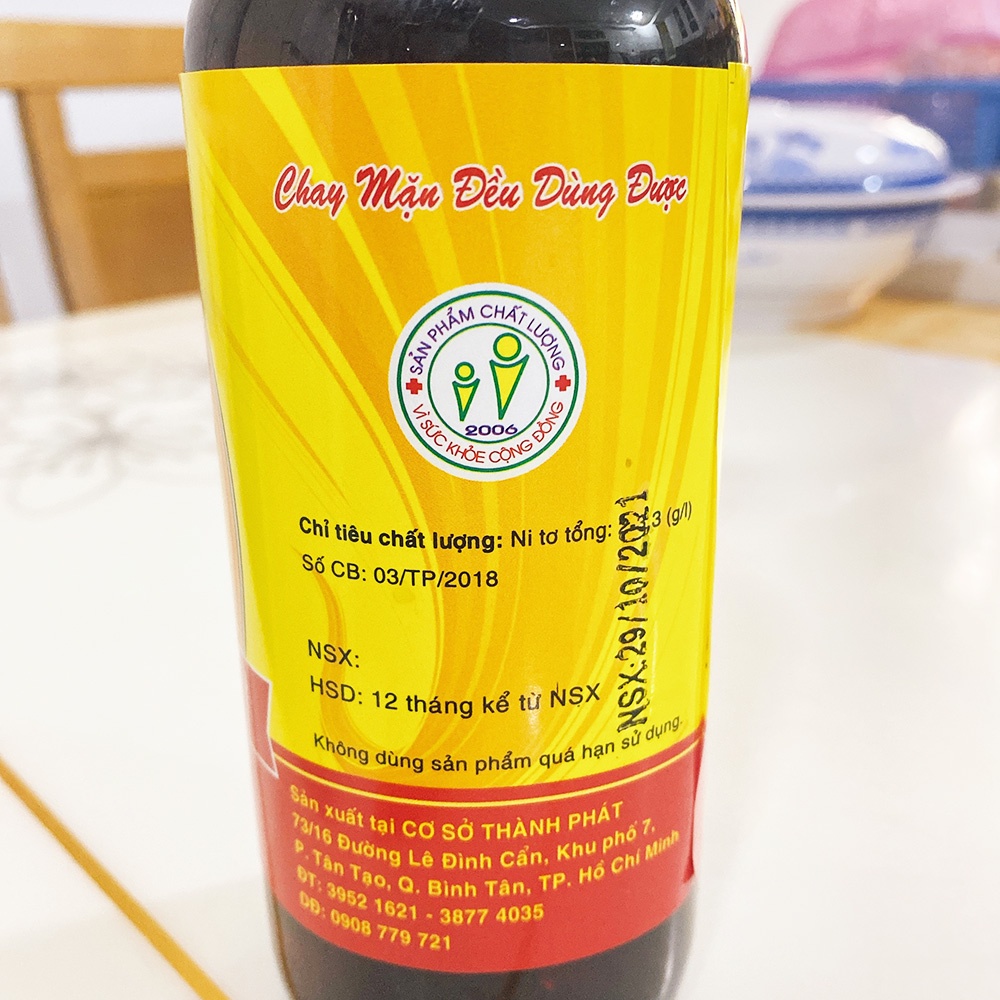 Chay Mặn Đều Dùng Được
SẢN PHẨM CHẤT LƯỢNG
2006
VÌ SỨC KHỎE CỘNG ĐỒNG
Chỉ tiêu chất lượng: Ni tơ tổng: (g/l)
Số CB: 03/TP/2018
NSX:
HSD: 12 tháng kể từ NSX
NSX:29/10/2021
Không dùng sản phẩm quá hạn sử dụng.
Sản xuất tại CƠ SỞ THÀNH PHÁT
73/16 Đường Lê Đình Cẩn, Khu phố 7,
P. Tân Tạo, Q. Bình Tân, TP. Hồ Chí Minh
ĐT: 3952 1621 - 3877 4035
DĐ: 0908 779 721